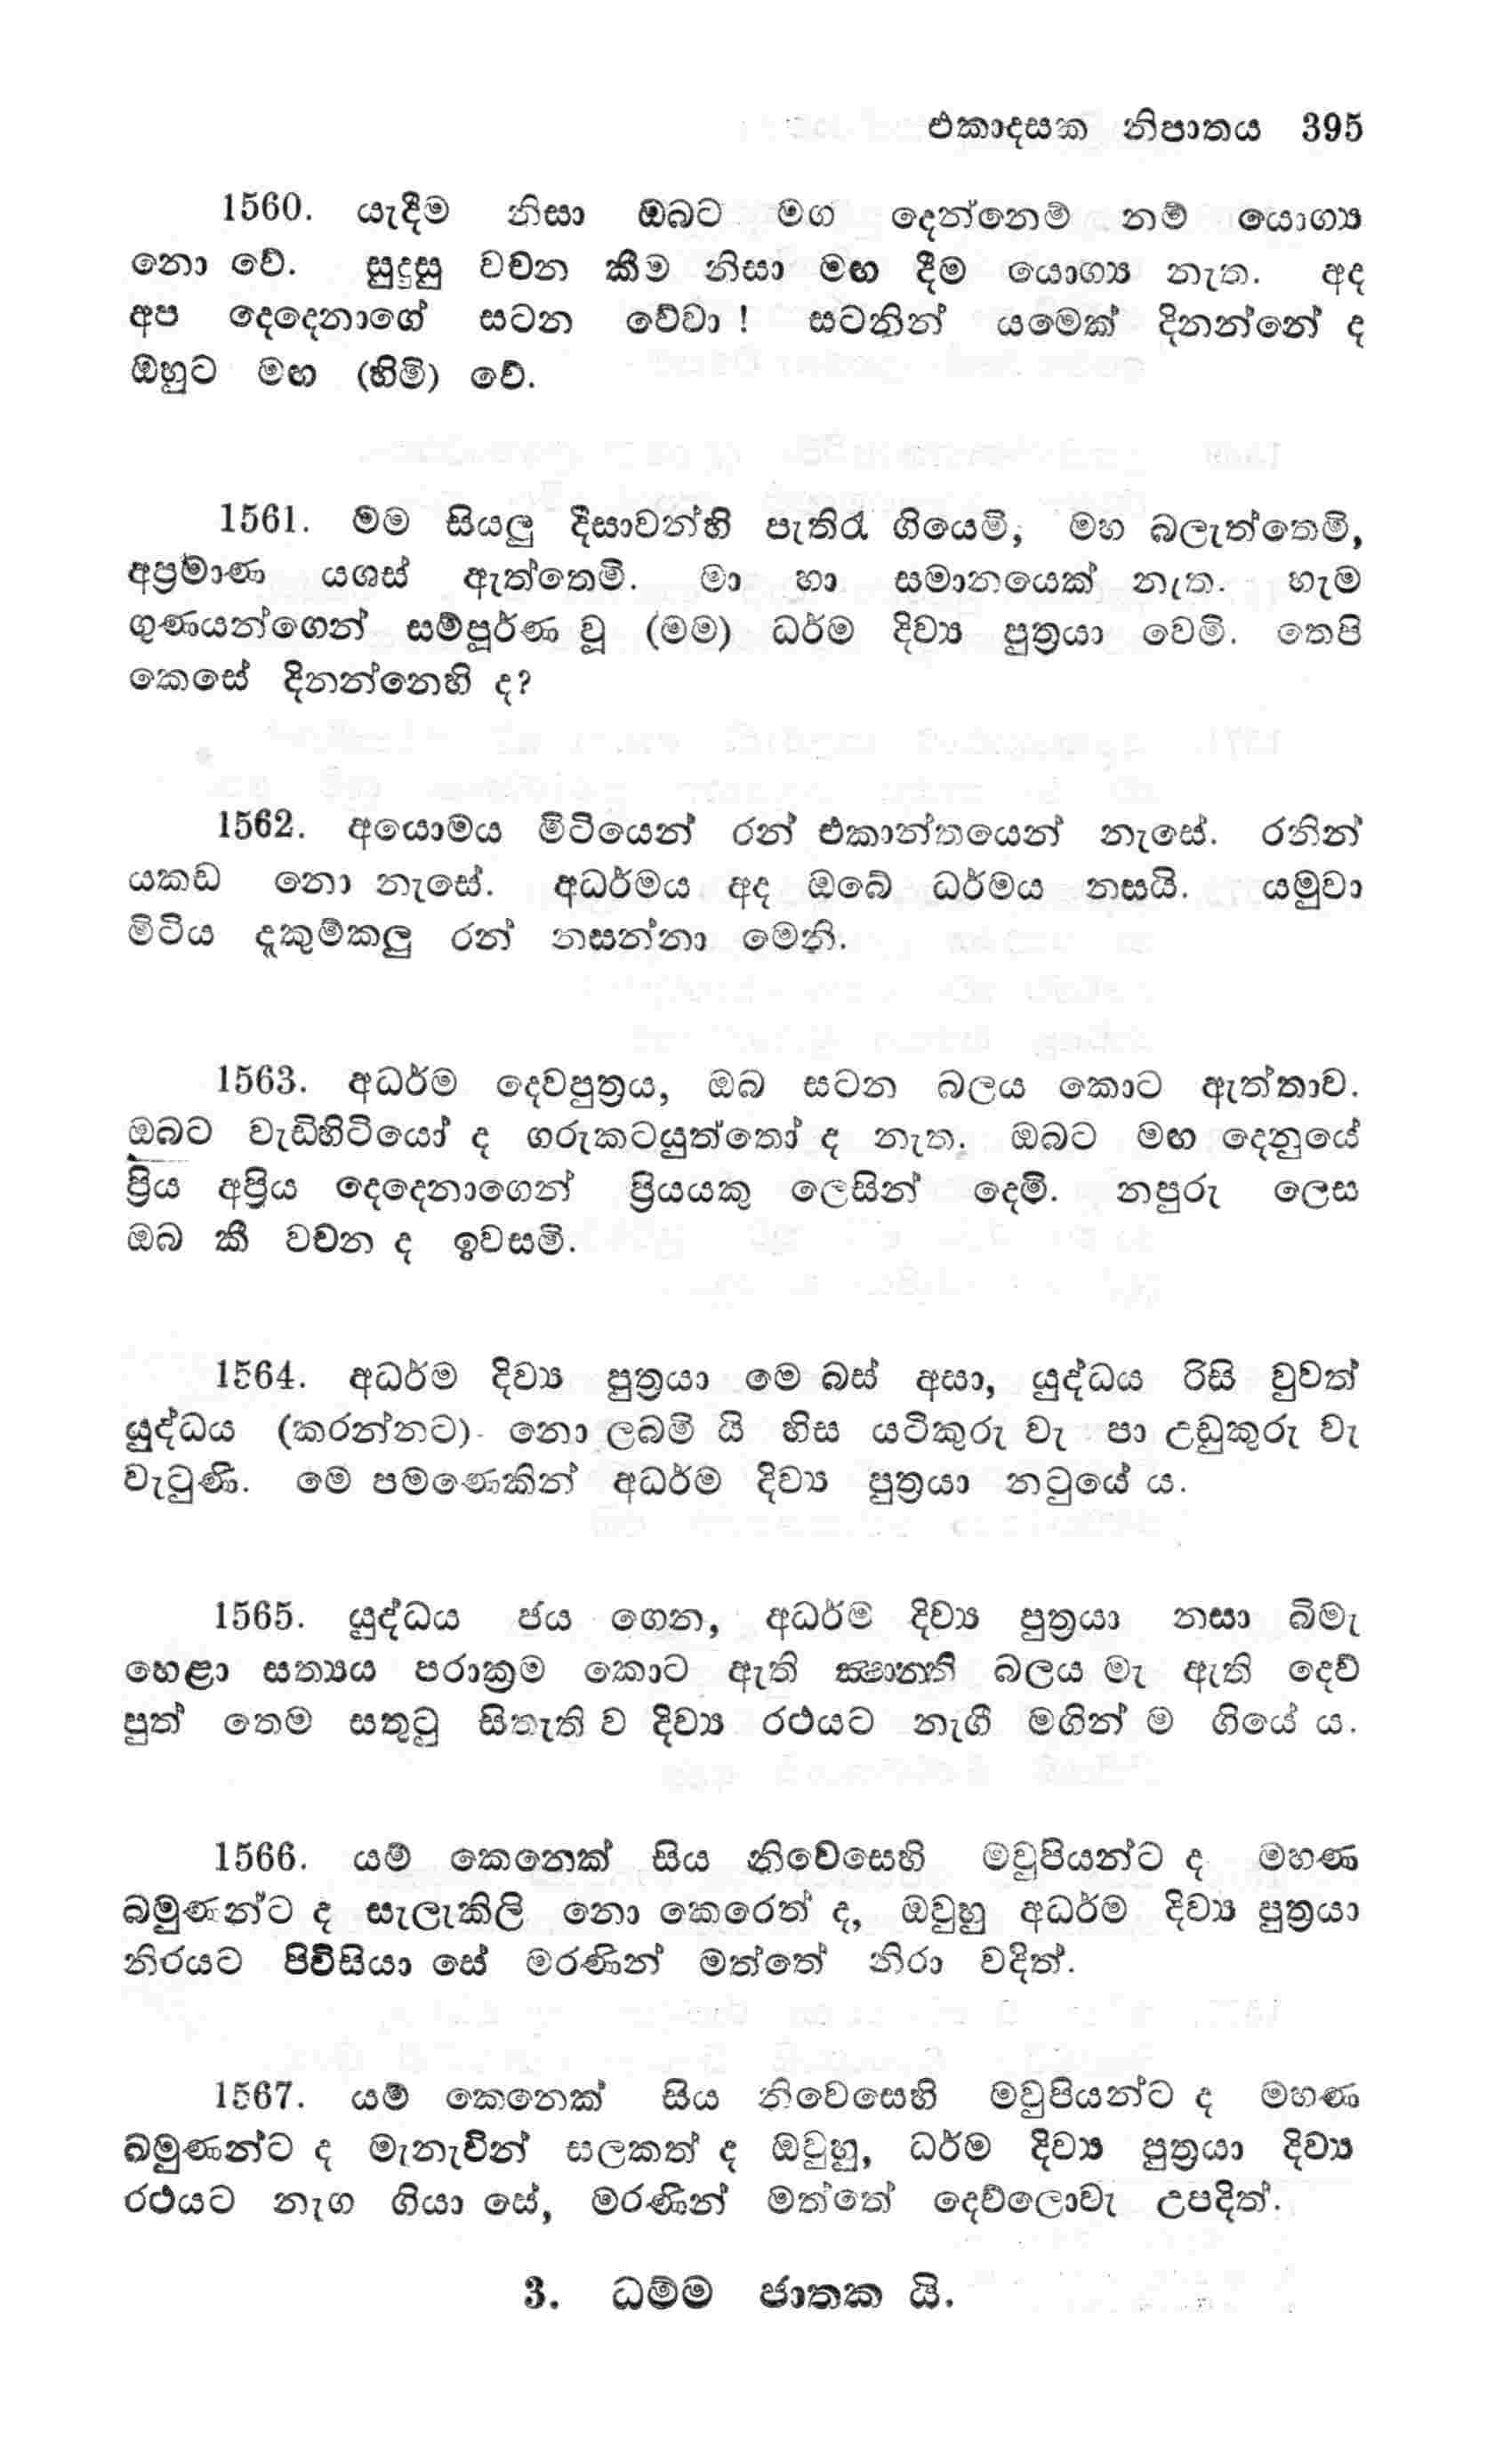 එකාදසක නිපාතය 395
1560. යැදීම නිසා ඔබට මග දෙන්නෙම් නම් යොග්‍ය
නො වේ. සුදුසු වචන කීම නිසා මඟ දීම යොග්‍ය නැත. අද
අප දෙදෙනාගේ සටන වේවා ! සටනින් යමෙක් දිනන්නේ ද
ඔහුට මඟ (හිමි) වේ.
1561. මම සියලු දිසාවන්හි පැතිර ගියෙමි, මහ බලැත්තෙමි,
අප්‍රමාණ යශස් ඇත්තෙමි. මා හා සමානයෙක් නැත. හැම
ගුණයන්ගෙන් සම්පූර්ණ වූ (මම) ධර්ම දිව්‍ය පුත්‍රයා වෙමි. තෙපි
කෙසේ දිනන්නෙහි ද?
1562. අයොමය මිටියෙන් රන් එකාන්තයෙන් නැසේ. රනින්
යකඩ නො නැසේ. අධර්මය අද ඔබේ ධර්මය නසයි. යමුවා
මිටිය දැකුම්කලු රන් නසන්නා මෙනි.
1563. අධර්ම දෙවපුත්‍රය, ඔබ සටන බලය කොට ඇත්තාව.
ඔබට වැඩිහිටියෝ ද ගරුකටයුත්තෝ ද නැත. ඔබට මඟ දෙනුයේ
ප්‍රිය අප්‍රිය දෙදෙනාගෙන් ප්‍රියයකු ලෙසින් දෙමි. නපුරු ලෙස
ඔබ කී වචන ද ඉවසමි.
1564. අධර්ම දිව්‍ය පුත්‍රයා මෙ බස් අසා, යුද්ධය රිසි වුවත්
යුද්ධය (කරන්නට) නො ලබමි යි හිස යටිකුරු වැ පා උඩුකුරු වැ
වැටුණි. මෙ පමණෙකින් අධර්ම දිව්‍ය පුත්‍රයා නටුයේ ය.
1565. යුද්ධය ජය ගෙන, අධර්ම දිව්‍ය පුත්‍රයා නසා බිමැ
හෙළා සත්‍යය පරාක්‍රම කොට ඇති ක්‍ෂාන්ති බලය මැ ඇති දෙව්
පුත් තෙම සතුටු සිතැති ව දිව්‍ය රථයට නැගී මගින් ම ගියේ ය.
1566. යම් කෙනෙක් සිය නිවෙසෙහි මවුපියන්ට ද මහණ
බමුණන්ට ද සැලැකිලි නො කෙරෙත් ද, ඔවුහු අධර්ම දිව්‍ය පුත්‍රයා
නිරයට පිවිසියා සේ මරණින් මත්තේ නිරා වදිත්.
1567. යම් කෙනෙක් සිය නිවෙසෙහි මවුපියන්ට ද මහණ
බමුණන්ට ද මැනැවින් සලකත් ද ඔවුහු, ධර්ම දිව්‍ය පුත්‍රයා දිව්‍ය
රථයට නැග ගියා සේ, මරණින් මත්තේ දෙව්ලොවැ උපදිත්.
3. ධම්ම ජාතක යි.